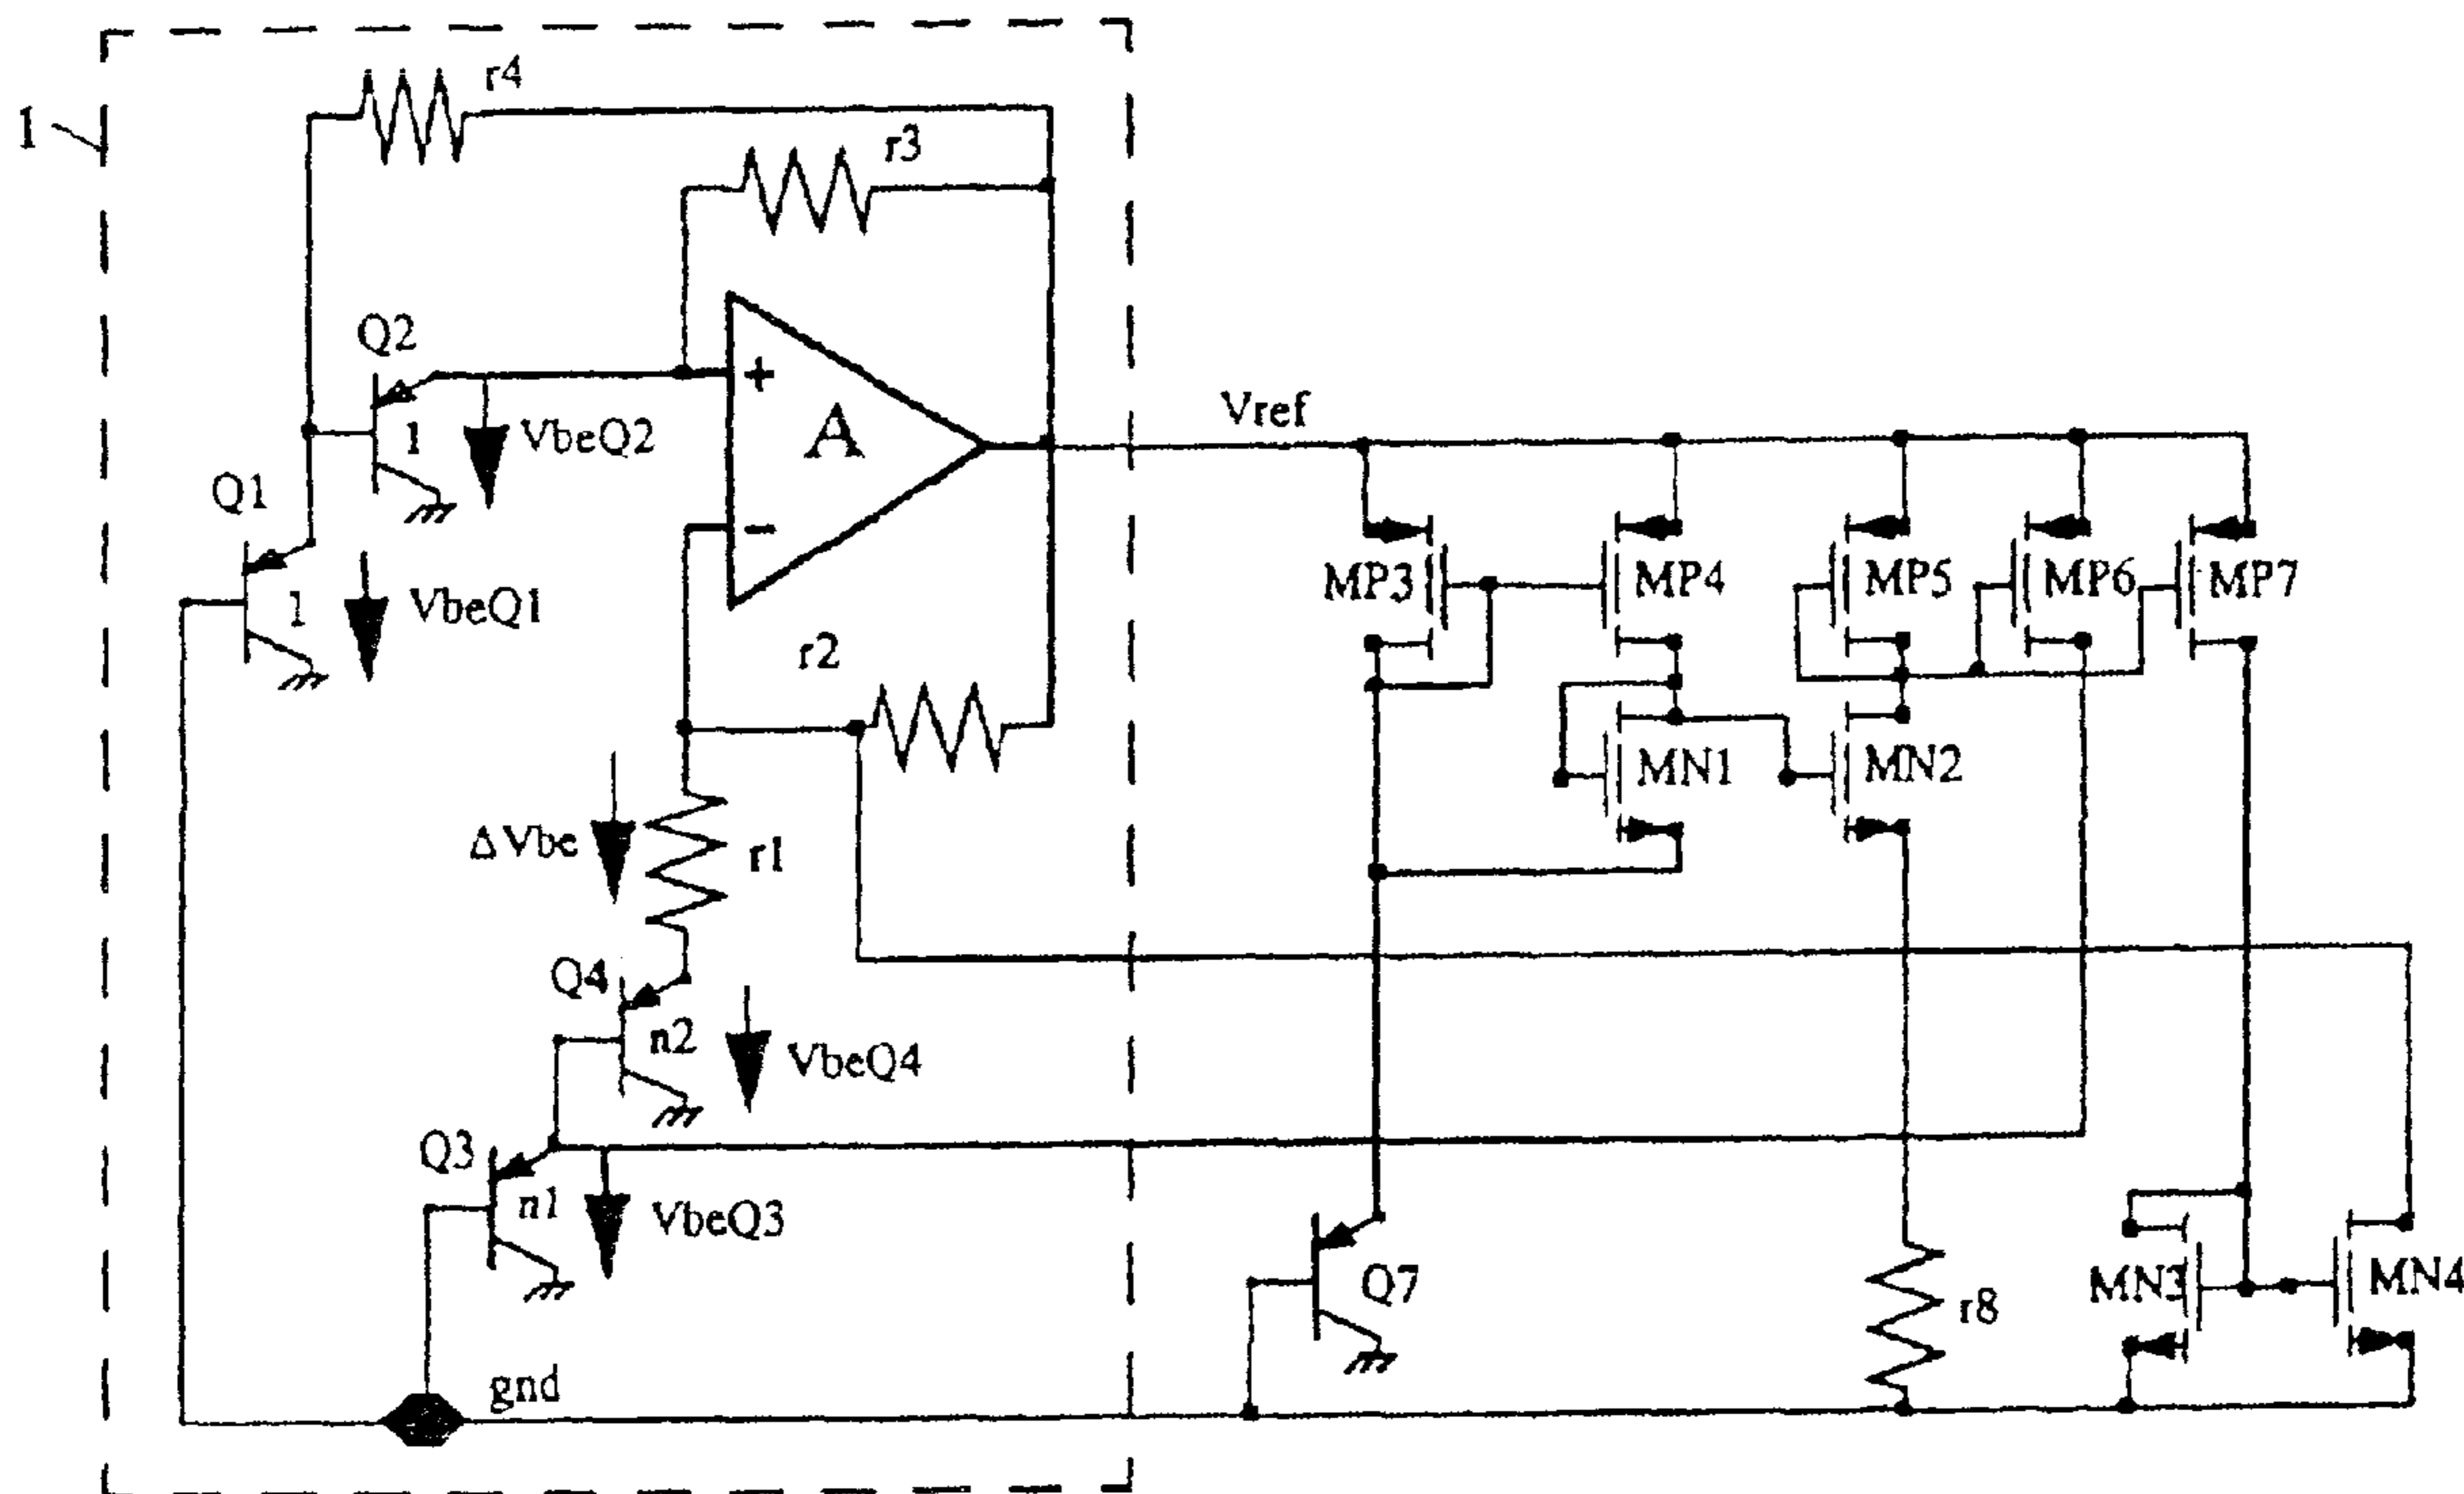 r4
1
r3
Q2
+
A
1
VbeQ2
Vref
Q1
-
1
VbeQ1
MP3
MP4
MP5
MP6
MP7
r2
MN1
MN2
ΔVbe
r1
Q4
n2
VbeQ4
Q3
n1
VbeQ3
Q7
r8
MN3
MN4
gnd